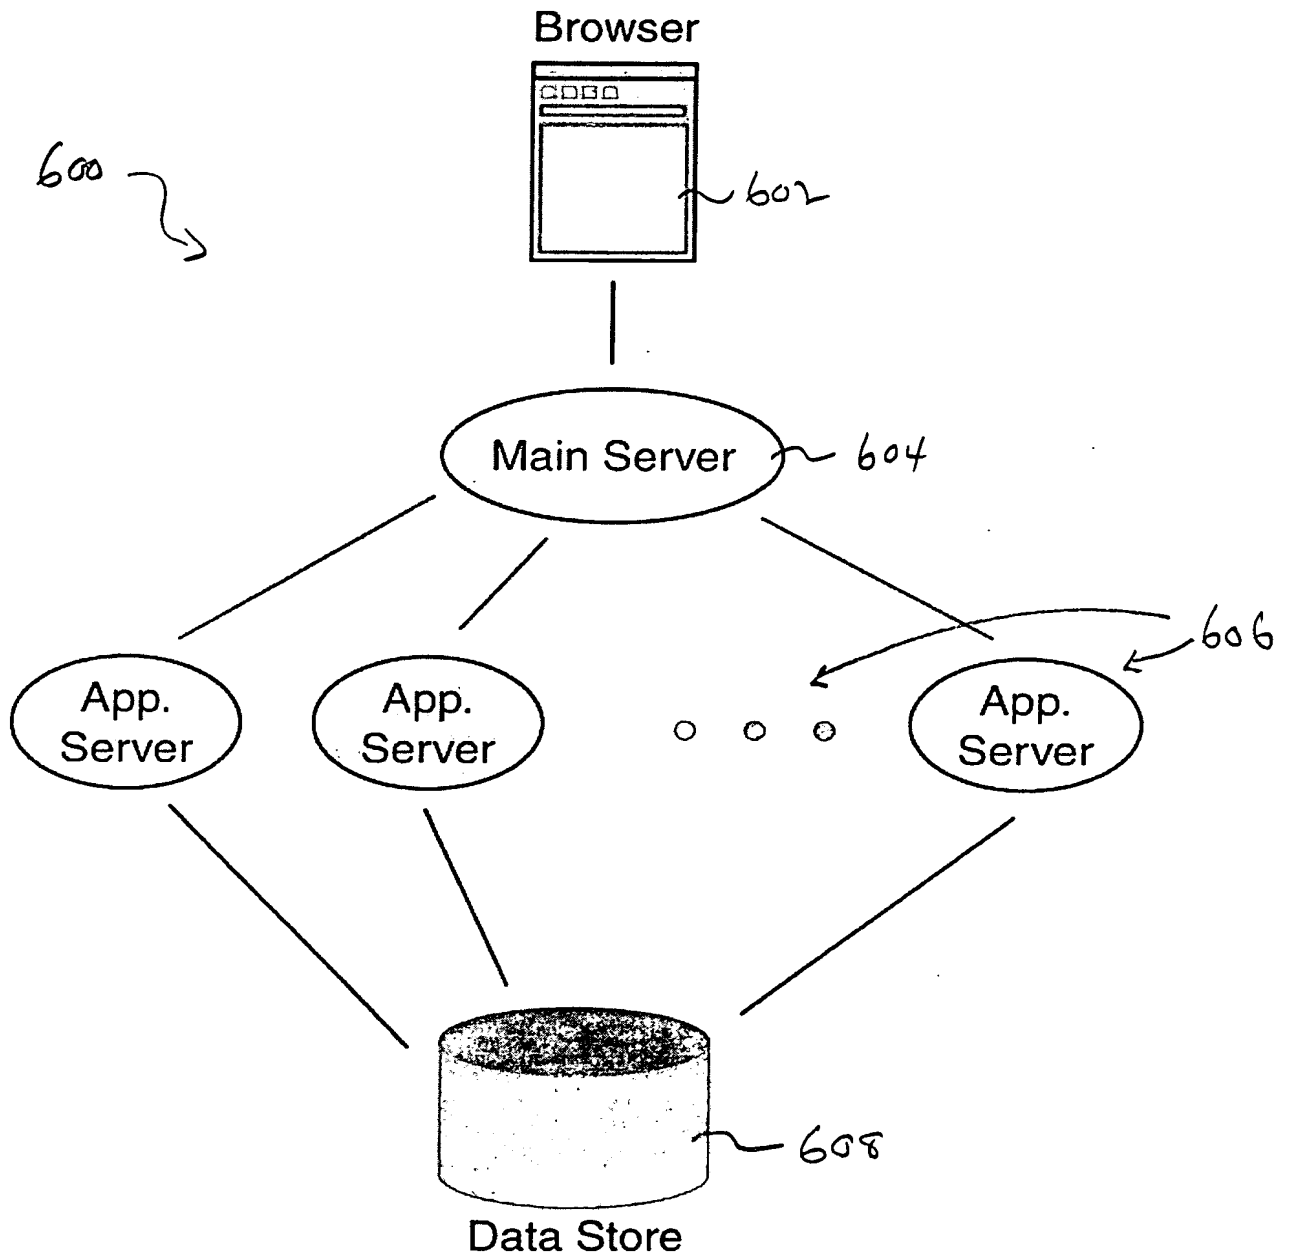 Browser
600
602
Main Server
604
606
App.
Server
App.
Server
App.
Server
608
Data Store